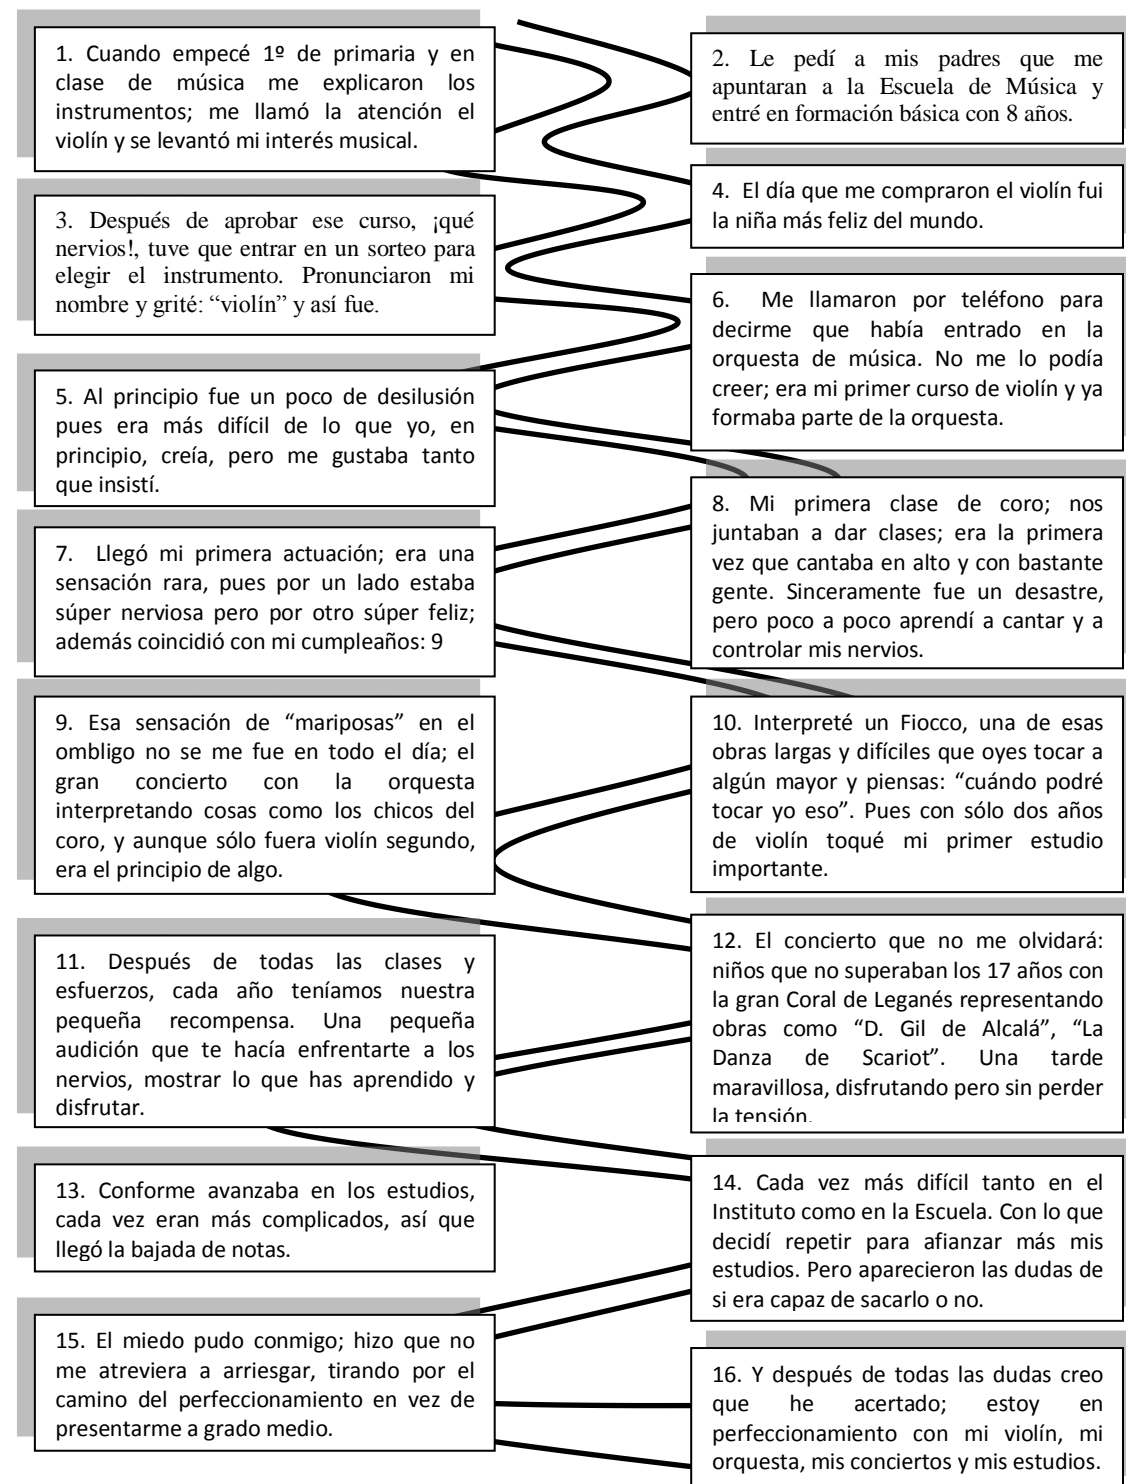 1. Cuando empecé 1º de primaria y en
clase de música me explicaron los
instrumentos; me llamó la atención el
violín y se levantó mi interés musical.
2. Le pedí a mis padres que me
apuntaran a la Escuela de Música y
entré en formación básica con 8 años.
3. Después de aprobar ese curso, ¡qué
nervios!, tuve que entrar en un sorteo para
elegir el instrumento. Pronunciaron mi
nombre y grité: “violín” y así fue.
4. El día que me compraron el violín fui
la niña más feliz del mundo.
5. Al principio fue un poco de desilusión
pues era más difícil de lo que yo, en
principio, creía, pero me gustaba tanto
que insistí.
6. Me llamaron por teléfono para
decirme que había entrado en la
orquesta de música. No me lo podía
creer; era mi primer curso de violín y ya
formaba parte de la orquesta.
7. Llegó mi primera actuación; era una
sensación rara, pues por un lado estaba
súper nerviosa pero por otro súper feliz;
además coincidió con mi cumpleaños: 9
8. Mi primera clase de coro; nos
juntaban a dar clases; era la primera
vez que cantaba en alto y con bastante
gente. Sinceramente fue un desastre,
pero poco a poco aprendí a cantar y a
controlar mis nervios.
9. Esa sensación de “mariposas” en el
ombligo no se me fue en todo el día; el
gran concierto con la orquesta
interpretando cosas como los chicos del
coro, y aunque sólo fuera violín segundo,
era el principio de algo.
10. Interpreté un Fiocco, una de esas
obras largas y difíciles que oyes tocar a
algún mayor y piensas: “cuándo podré
tocar yo eso”. Pues con sólo dos años
de violín toqué mi primer estudio
importante.
11. Después de todas las clases y
esfuerzos, cada año teníamos nuestra
pequeña recompensa. Una pequeña
audición que te hacía enfrentarte a los
nervios, mostrar lo que has aprendido y
disfrutar.
12. El concierto que no me olvidará:
niños que no superaban los 17 años con
la gran Coral de Leganés representando
obras como “D. Gil de Alcalá”, “La
Danza de Scariot”. Una tarde
maravillosa, disfrutando pero sin perder
la tensión.
13. Conforme avanzaba en los estudios,
cada vez eran más complicados, así que
llegó la bajada de notas.
14. Cada vez más difícil tanto en el
Instituto como en la Escuela. Con lo que
decidí repetir para afianzar más mis
estudios. Pero aparecieron las dudas de
si era capaz de sacarlo o no.
15. El miedo pudo conmigo; hizo que no
me atreviera a arriesgar, tirando por el
camino del perfeccionamiento en vez de
presentarme a grado medio.
16. Y después de todas las dudas creo
que he acertado; estoy en
perfeccionamiento con mi violín, mi
orquesta, mis conciertos y mis estudios.